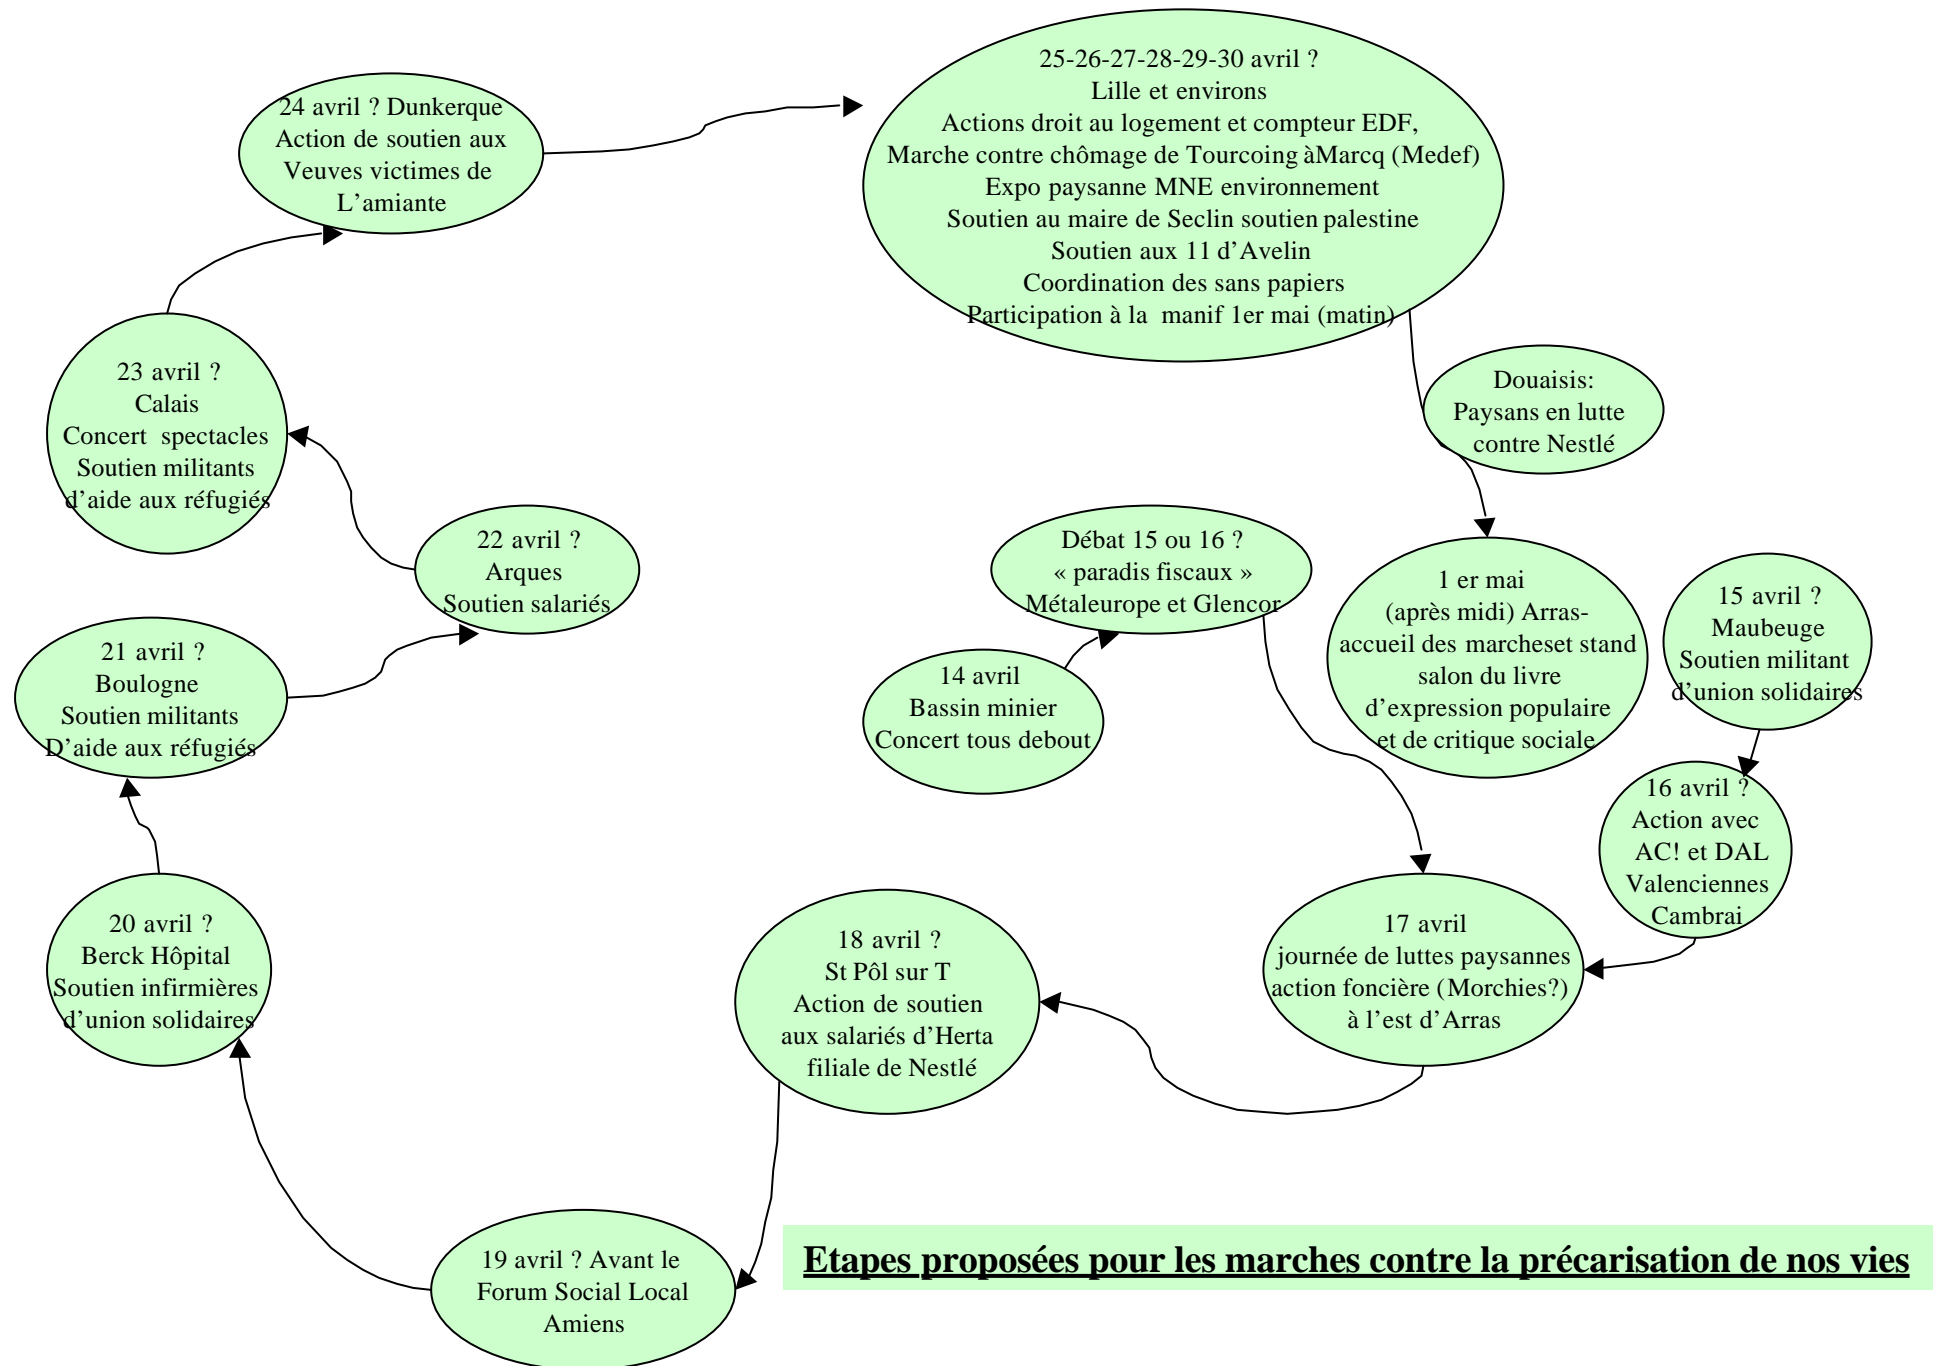 25-26-27-28-29-30 avril ?
Lille et environs
Actions droit au logement et compteur EDF,
Marche contre chômage de Tourcoing àMarcq (Medef)
Expo paysanne MNE environnement
Soutien au maire de Seclin soutien palestine
Soutien aux 11 d’Avelin
Coordination des sans papiers
Participation à la  manif 1er mai (matin)
24 avril ? Dunkerque
Action de soutien aux
Veuves victimes de
L’amiante
23 avril ?
Calais
Concert  spectacles
Soutien militants
d’aide aux réfugiés
Douaisis:
Paysans en lutte
contre Nestlé
22 avril ?
Arques
Soutien salariés
Débat 15 ou 16 ?
« paradis fiscaux »
Métaleurope et Glencor
1 er mai
(après midi) Arras-
accueil des marcheset stand
salon du livre
d’expression populaire
et de critique sociale
15 avril ?
Maubeuge
Soutien militant
d’union solidaires
21 avril ?
Boulogne
Soutien militants
D’aide aux réfugiés
14 avril
Bassin minier
Concert tous debout
16 avril ?
Action avec
AC! et DAL
Valenciennes
Cambrai
20 avril ?
Berck Hôpital
Soutien infirmières
d’union solidaires
18 avril ?
St Pôl sur T
Action de soutien
aux salariés d’Herta
filiale de Nestlé
17 avril
journée de luttes paysannes
action foncière (Morchies?)
à l’est d’Arras
19 avril ? Avant le
Forum Social Local
Amiens
Etapes proposées pour les marches contre la précarisation de nos vies